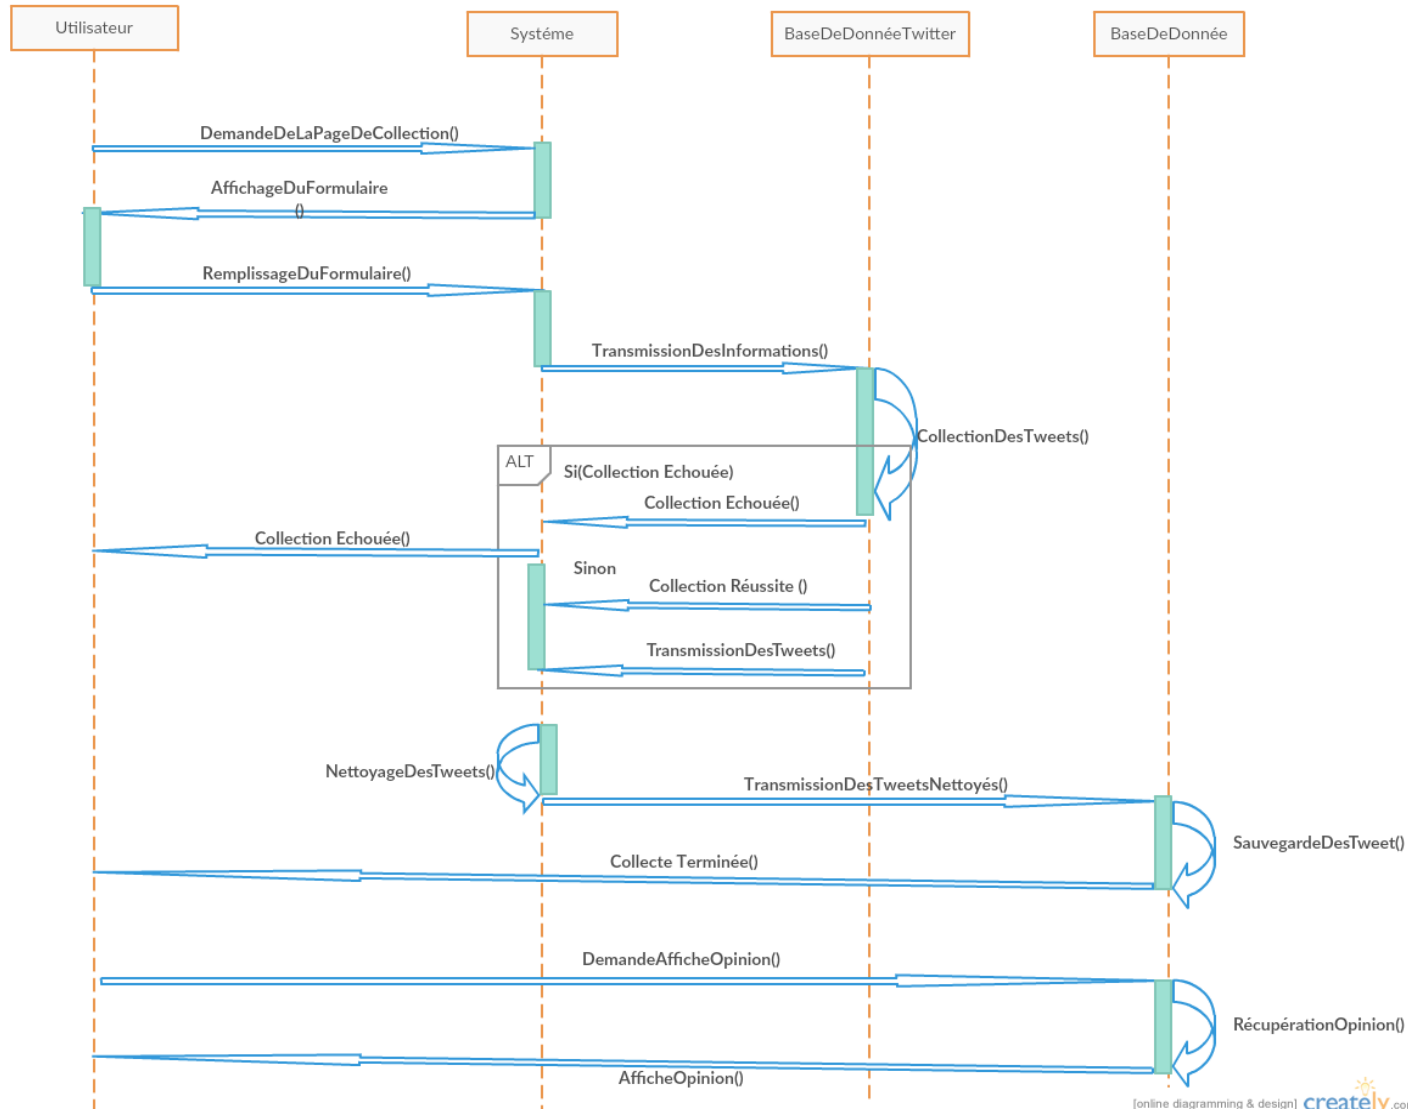 Utilisateur
Systéme
BaseDeDonnéeTwitter
BaseDeDonnée
DemandeDeLaPageDeCollection()
AffichageDuFormulaire
()
RemplissageDuFormulaire()
TransmissionDesInformations()
CollectionDesTweets()
ALT
Si(Collection Echouée)
Collection Echouée()
Collection Echouée()
Sinon
Collection Réussite ()
TransmissionDesTweets()
NettoyageDesTweets()
TransmissionDesTweetsNettoyés()
SauvegardeDesTweet()
Collecte Terminée()
DemandeAfficheOpinion()
RécupérationOpinion()
AfficheOpinion()
[online diagramming & design] creately.com